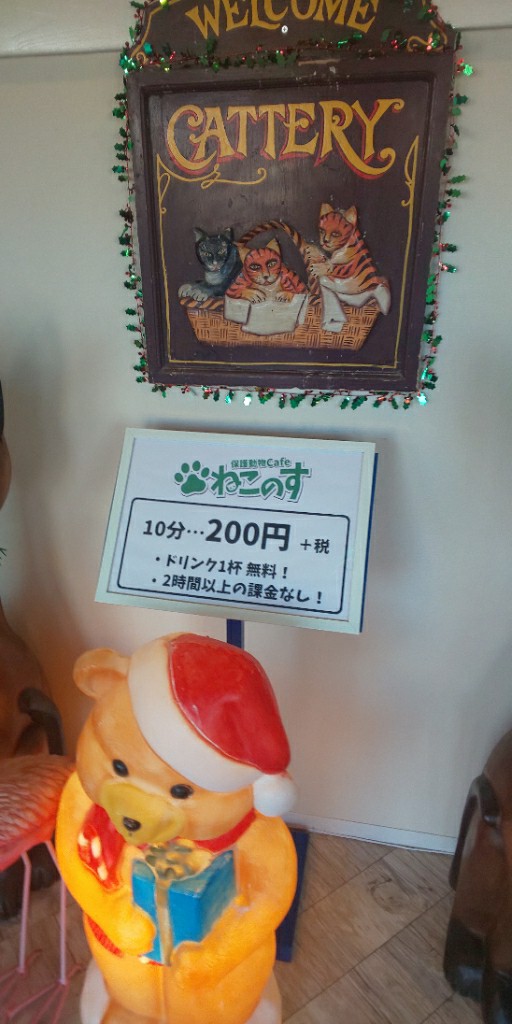 WELCOME
CATTERY
保護動物Cafe
ねこのす
10分…200円 +税
・ドリンク1杯 無料！
・2時間以上の課金なし！